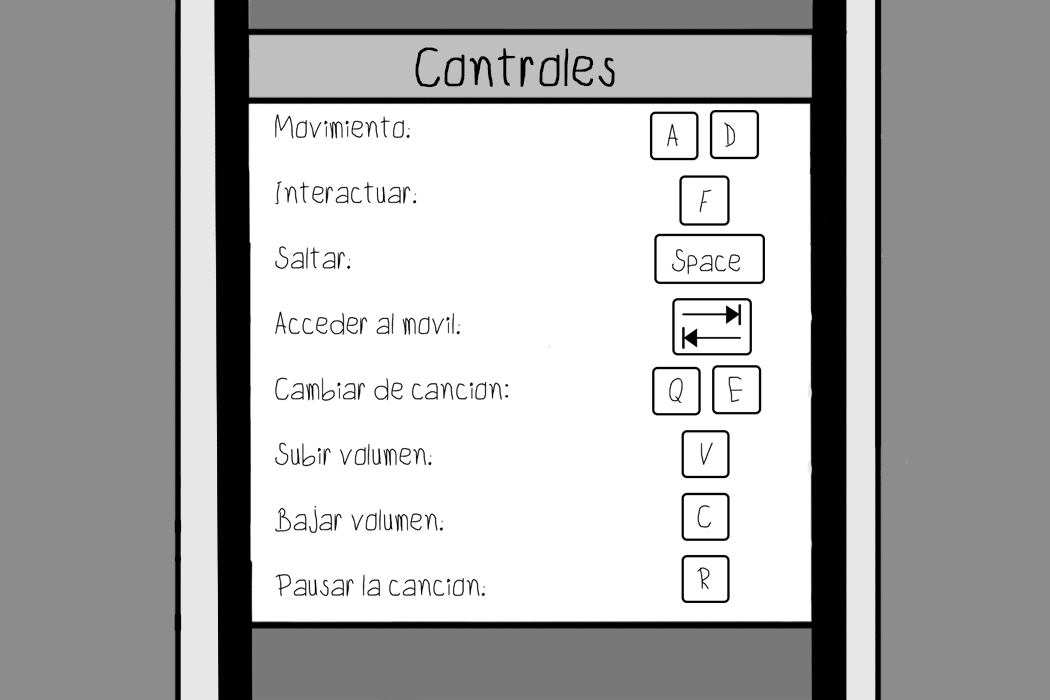 Controles
Movimiento: A D
Interactuar: F
Saltar: Space
Acceder al movil:
Cambiar de cancion: Q E
Subir volumen: V
Bajar volumen: C
Pausar la cancion: R